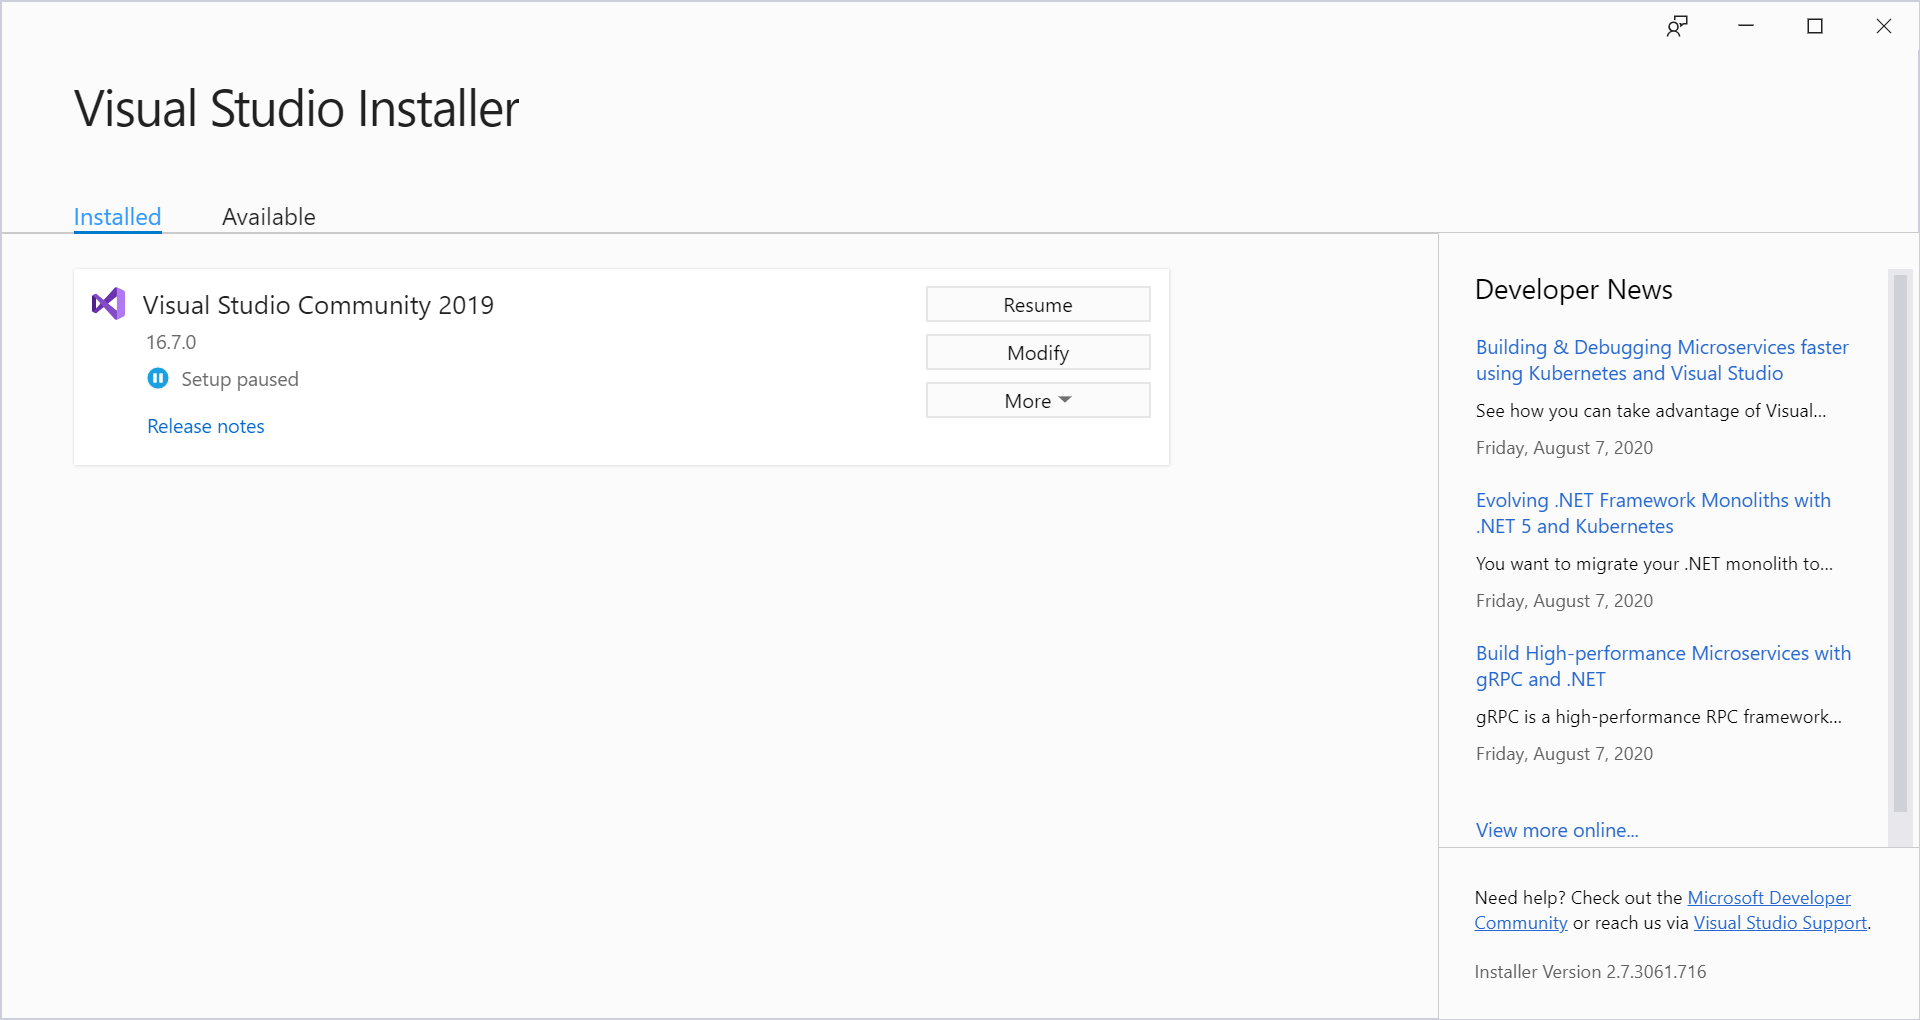 Visual Studio Installer
Installed
Available
Visual Studio Community 2019
16.7.0
Setup paused
Release notes
Resume
Modify
More
Developer News
Building & Debugging Microservices faster
using Kubernetes and Visual Studio
See how you can take advantage of Visual...
Friday, August 7, 2020
Evolving .NET Framework Monoliths with
.NET 5 and Kubernetes
You want to migrate your .NET monolith to...
Friday, August 7, 2020
Build High-performance Microservices with
gRPC and .NET
gRPC is a high-performance RPC framework...
Friday, August 7, 2020
View more online...
Need help? Check out the Microsoft Developer
Community or reach us via Visual Studio Support.
Installer Version 2.7.3061.716